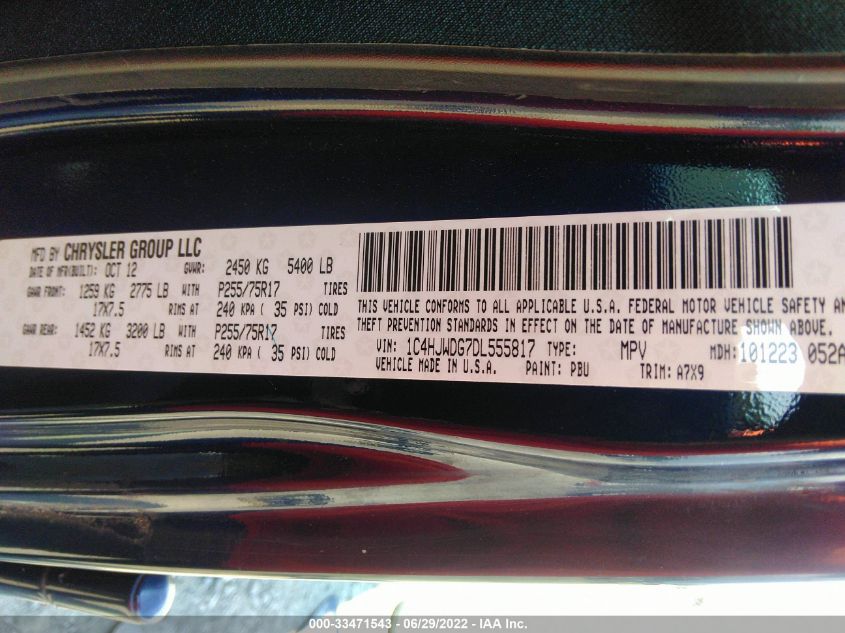 MFD BY CHRYSLER GROUP LLC
DATE OF MFR(BUILT): OCT 12 GVWR: 2450 KG 5400 LB
GAWR FRONT: 1259 KG 2775 LB WITH P255/75R17 TIRES
17X7.5 RIMS AT 240 KPA ( 35 PSI) COLD
GAWR REAR: 1452 KG 3200 LB WITH P255/75R17 TIRES
17X7.5 RIMS AT 240 KPA ( 35 PSI) COLD
THIS VEHICLE CONFORMS TO ALL APPLICABLE U.S.A. FEDERAL MOTOR VEHICLE SAFETY AN
THEFT PREVENTION STANDARDS IN EFFECT ON THE DATE OF MANUFACTURE SHOWN ABOVE.
VIN: 1C4HJWDG7DL555817 TYPE: MPV MDH: 101223 052A
VEHICLE MADE IN U.S.A. PAINT: PBU TRIM: A7X9
000-33471543 - 06/29/2022 - IAA Inc.